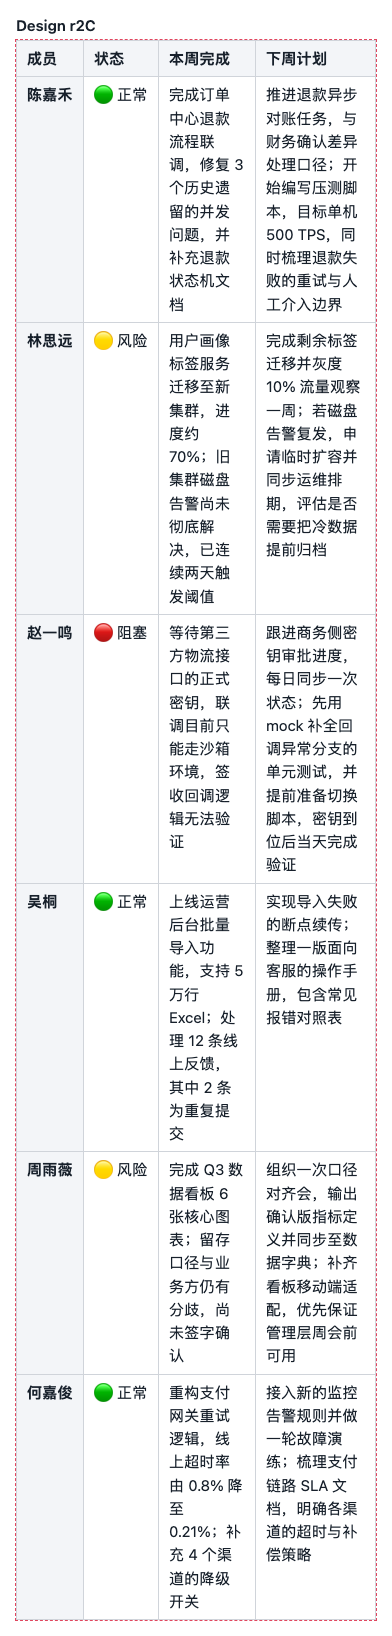 Design r2C
成员 状态 本周完成 下周计划
陈嘉禾 正常
完成订单
中心退款
流程联
调，修复 3
个历史遗
留的并发
问题，并
补充退款
状态机文
档
推进退款异步
对账任务，与
财务确认差异
处理口径；开
始编写压测脚
本，目标单机
500 TPS，同
时梳理退款失
败的重试与人
工介入边界
林思远 风险
用户画像
标签服务
迁移至新
集群，进
度约
70%；旧
集群磁盘
告警尚未
彻底解
决，已连
续两天触
发阈值
完成剩余标签
迁移并灰度
10% 流量观察
一周；若磁盘
告警复发，申
请临时扩容并
同步运维排
期，评估是否
需要把冷数据
提前归档
赵一鸣 阻塞
等待第三
方物流接
口的正式
密钥，联
调目前只
能走沙箱
环境，签
收回调逻
辑无法验
证
跟进商务侧密
钥审批进度，
每日同步一次
状态；先用
mock 补全回
调异常分支的
单元测试，并
提前准备切换
脚本，密钥到
位后当天完成
验证
吴桐 正常
上线运营
后台批量
导入功
能，支持 5
万行
Excel；处
理 12 条线
上反馈，
其中 2 条
为重复提
交
实现导入失败
的断点续传；
整理一版面向
客服的操作手
册，包含常见
报错对照表
周雨薇 风险
完成 Q3 数
据看板 6
张核心图
表；留存
口径与业
务方仍有
分歧，尚
未签字确
认
组织一次口径
对齐会，输出
确认版指标定
义并同步至数
据字典；补齐
看板移动端适
配，优先保证
管理层周会前
可用
何嘉俊 正常
重构支付
网关重试
逻辑，线
上超时率
由 0.8% 降
至
0.21%；补
充 4 个渠
道的降级
开关
接入新的监控
告警规则并做
一轮故障演
练；梳理支付
链路 SLA 文
档，明确各渠
道的超时与补
偿策略